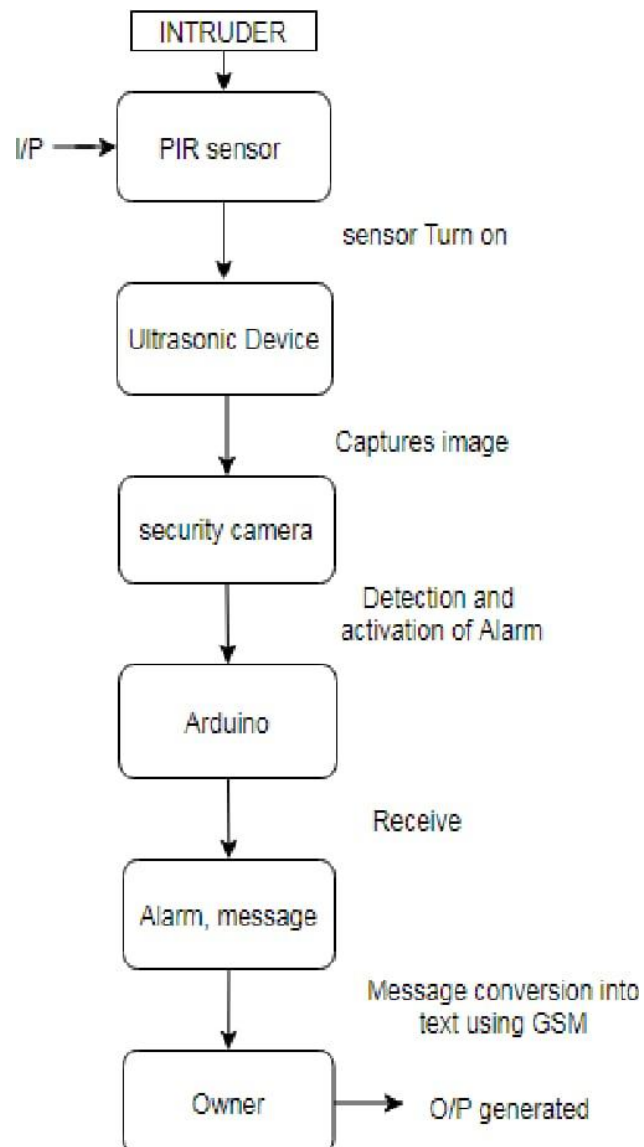 INTRUDER
I/P
PIR sensor
sensor Turn on
Ultrasonic Device
Captures image
security camera
Detection and
activation of Alarm
Arduino
Receive
Alarm, message
Message conversion into
text using GSM
Owner
O/P generated